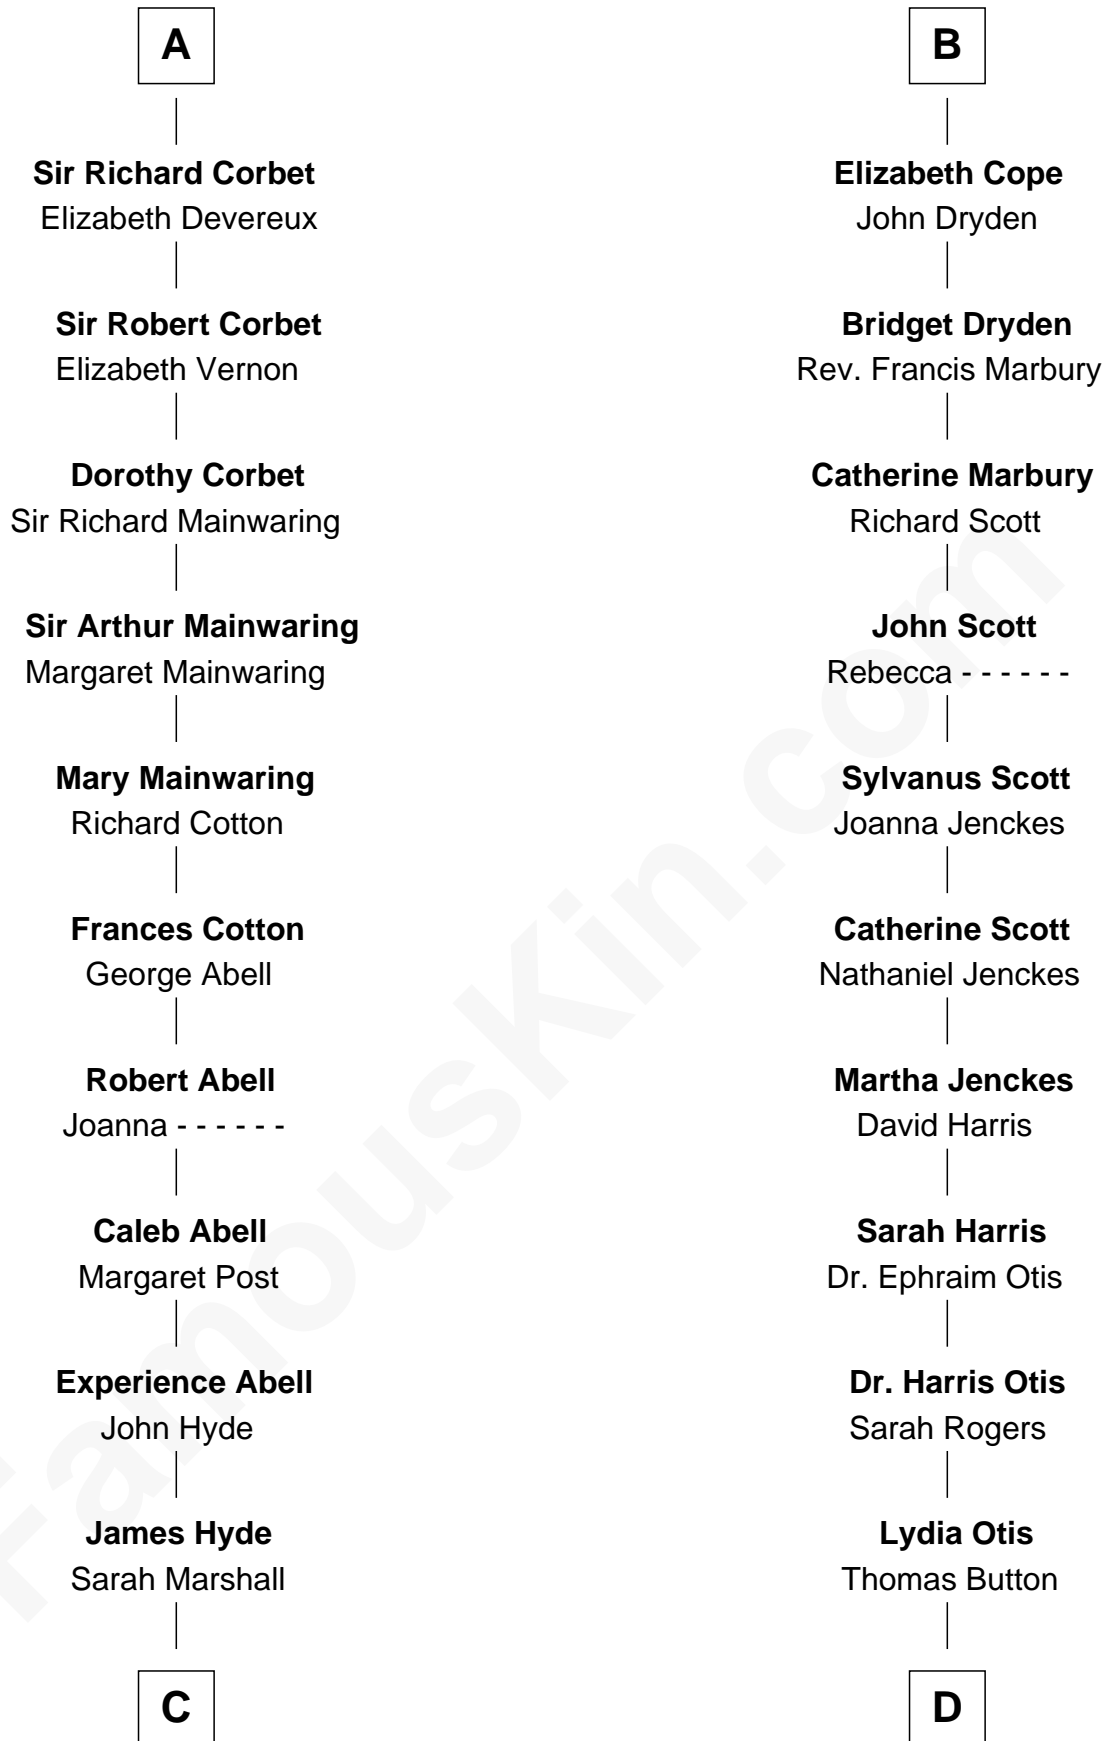 A
Sir Richard Corbet
Elizabeth Devereux
Sir Robert Corbet
Elizabeth Vernon
Dorothy Corbet
Sir Richard Mainwaring
Sir Arthur Mainwaring
Margaret Mainwaring
Mary Mainwaring
Richard Cotton
Frances Cotton
George Abell
Robert Abell
Joanna - - - - - -
Caleb Abell
Margaret Post
Experience Abell
John Hyde
James Hyde
Sarah Marshall
C
B
Elizabeth Cope
John Dryden
Bridget Dryden
Rev. Francis Marbury
Catherine Marbury
Richard Scott
John Scott
Rebecca - - - - - -
Sylvanus Scott
Joanna Jenckes
Catherine Scott
Nathaniel Jenckes
Martha Jenckes
David Harris
Sarah Harris
Dr. Ephraim Otis
Dr. Harris Otis
Sarah Rogers
Lydia Otis
Thomas Button
D
FamousKin.com